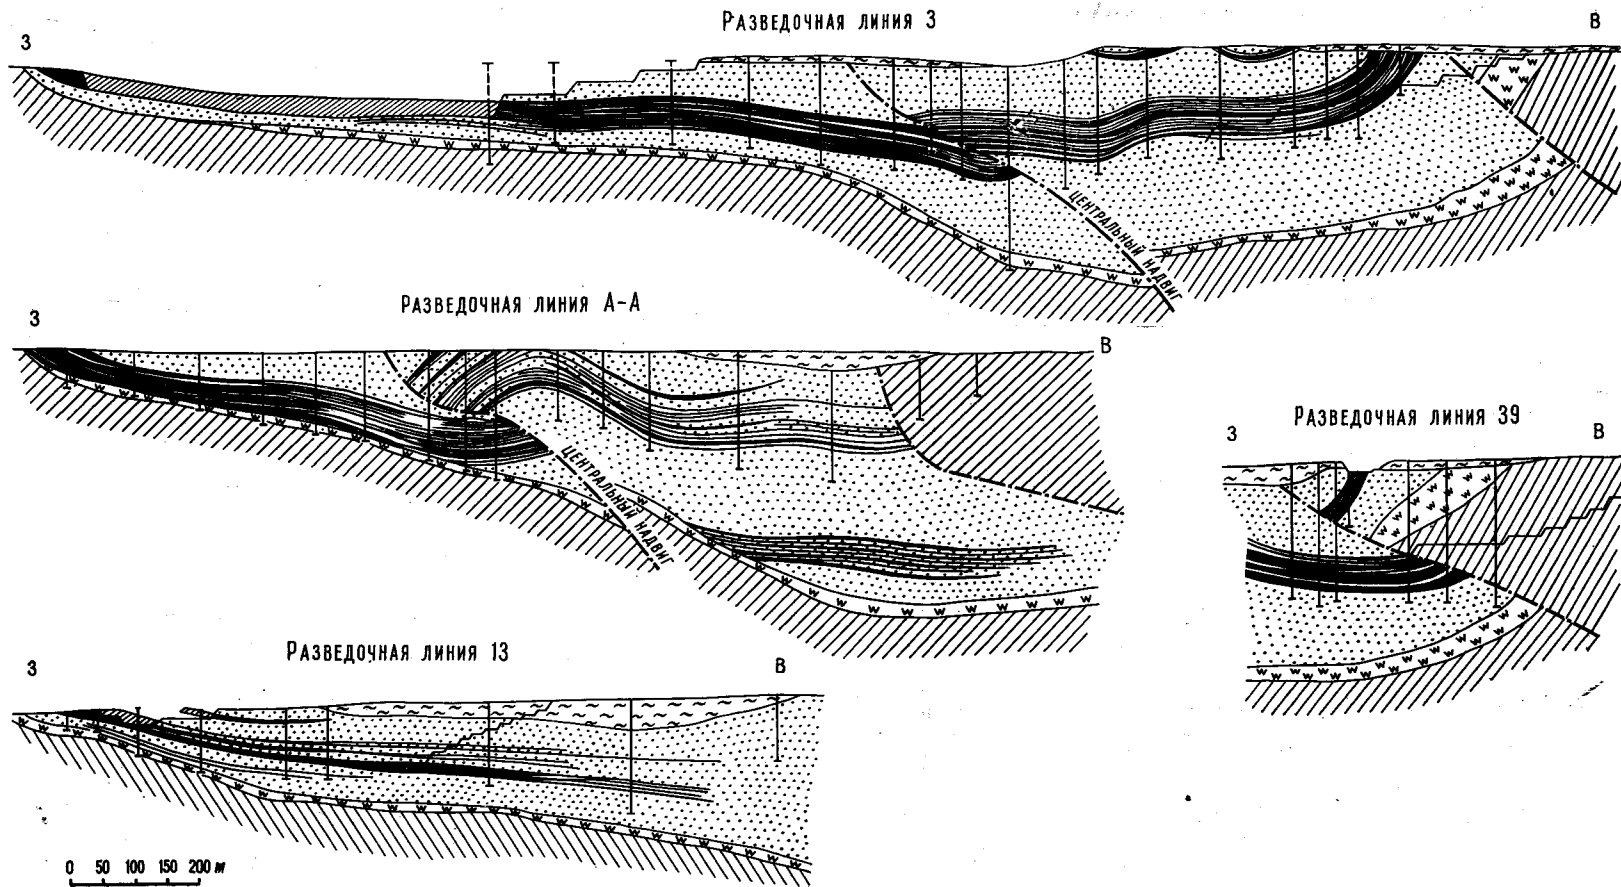 Разведочная линия 3
З
В
ЦЕНТРАЛЬНЫЙ НАДВИГ
Разведочная линия А-А
З
В
ЦЕНТРАЛЬНЫЙ НАДВИГ
Разведочная линия 39
З
В
Разведочная линия 13
З
В
0 50 100 150 200 м